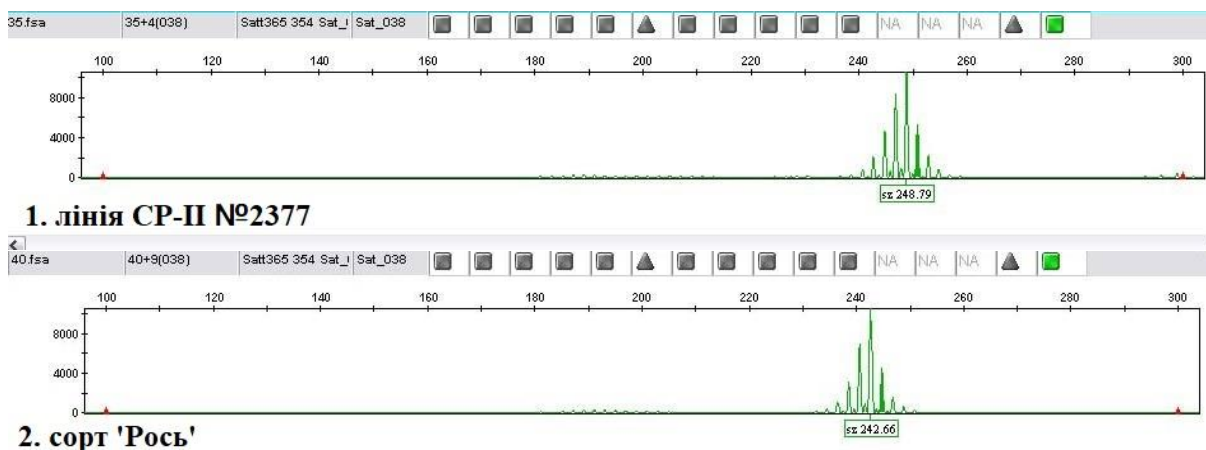 35.fsa 35+4(038) Satt365 354 Sat_ Sat_038 NA NA NA
100 120 140 160 180 200 220 240 260 280 300
8000
4000
0
sz 248.79
1. лінія СР-ІІ №2377
40.fsa 40+9(038) Satt365 354 Sat_ Sat_038 NA NA NA
100 120 140 160 180 200 220 240 260 280 300
8000
4000
0
sz 242.66
2. сорт 'Рось'